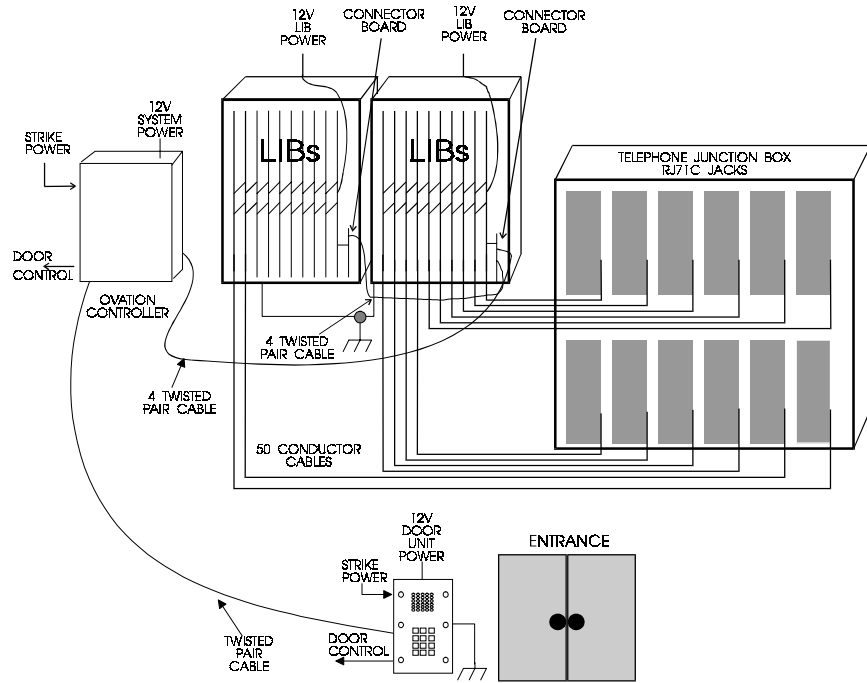 12V
LIB
POWER
CONNECTOR
BOARD
12V
LIB
POWER
CONNECTOR
BOARD
12V
SYSTEM
POWER
STRIKE
POWER
LIBs
LIBs
TELEPHONE JUNCTION BOX
RJ71C JACKS
DOOR
CONTROL
OVATION
CONTROLLER
4 TWISTED
PAIR CABLE
4 TWISTED
PAIR CABLE
50 CONDUCTOR
CABLES
12V
DOOR
UNIT
POWER
ENTRANCE
STRIKE
POWER
TWISTED
PAIR
CABLE
DOOR
CONTROL